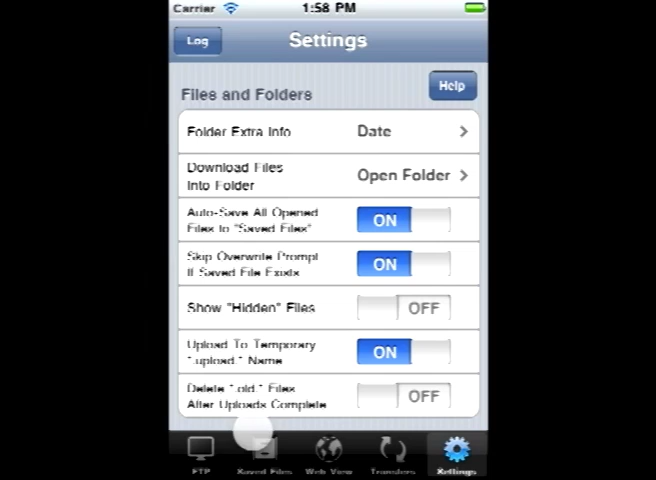 Carrier 1:58 PM
Log Settings
Help
Files and Folders
Folder Extra Info Date
Download Files
Into Folder
Open Folder
Auto-Save All Opened
Files to "Saved Files"
ON
Skip Overwrite Prompt
If Saved File Exists
ON
Show "Hidden" Files OFF
Upload To Temporary
"upload." Name
ON
Delete "old." Files
After Uploads Complete
OFF
FTP Saved Files Web View Transfers Settings